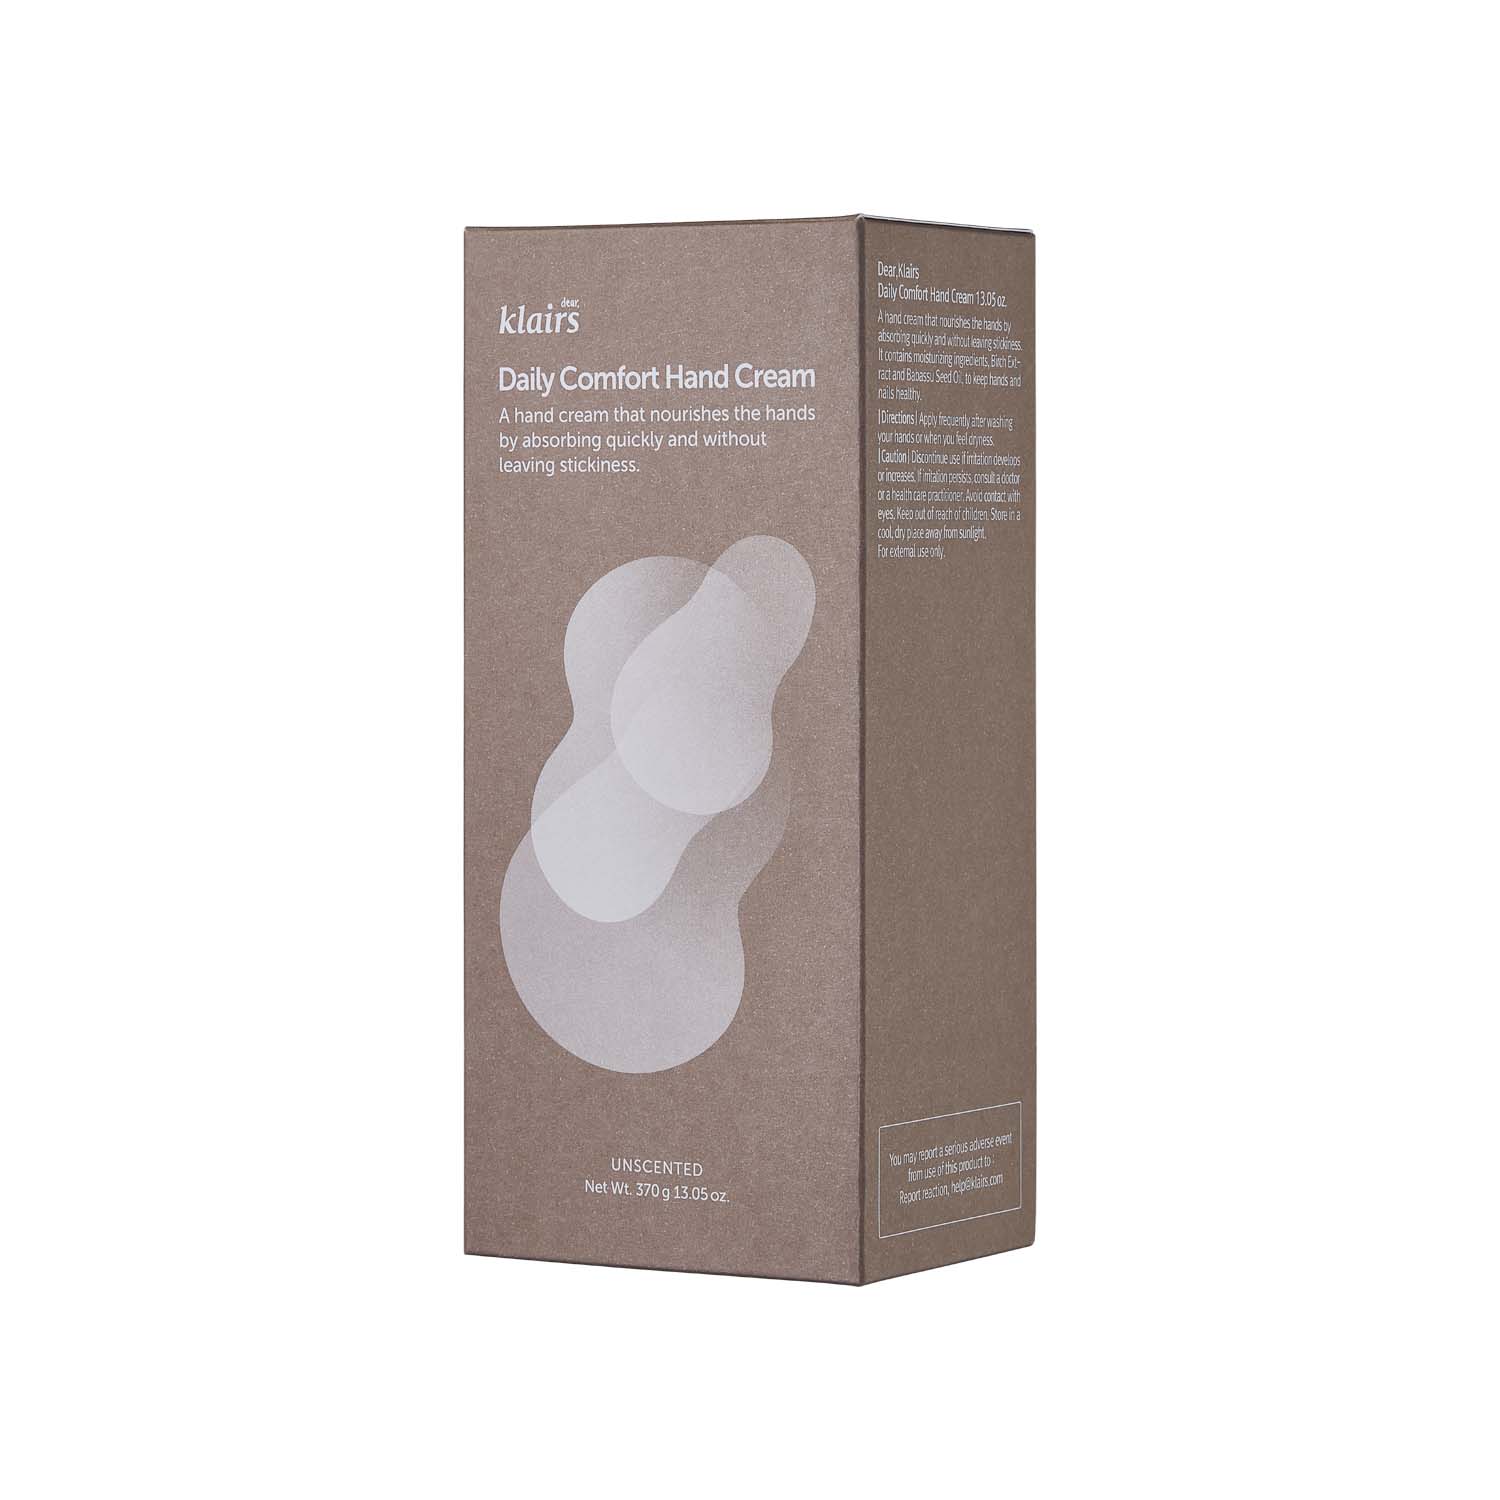 dear,
klairs
Daily Comfort Hand Cream
A hand cream that nourishes the hands
by absorbing quickly and without
leaving stickiness.
UNSCENTED
Net Wt. 370 g 13.05 oz.
Dear, Klairs
Daily Comfort Hand Cream 13.05 oz.
A hand cream that nourishes the hands by
absorbing quickly and without leaving stickiness.
It contains moisturizing ingredients, Birch Ext-
ract and Babassu Seed Oil, to keep hands and
nails healthy.
| Directions | Apply frequently after washing
your hands or when you feel dryness.
| Caution | Discontinue use if irritation develops
or increases. If irritation persists, consult a doctor
or a health care practitioner. Avoid contact with
eyes. Keep out of reach of children. Store in a
cool, dry place away from sunlight.
For external use only.
You may report a serious adverse event
from use of this product to :
Report reaction, help@klairs.com